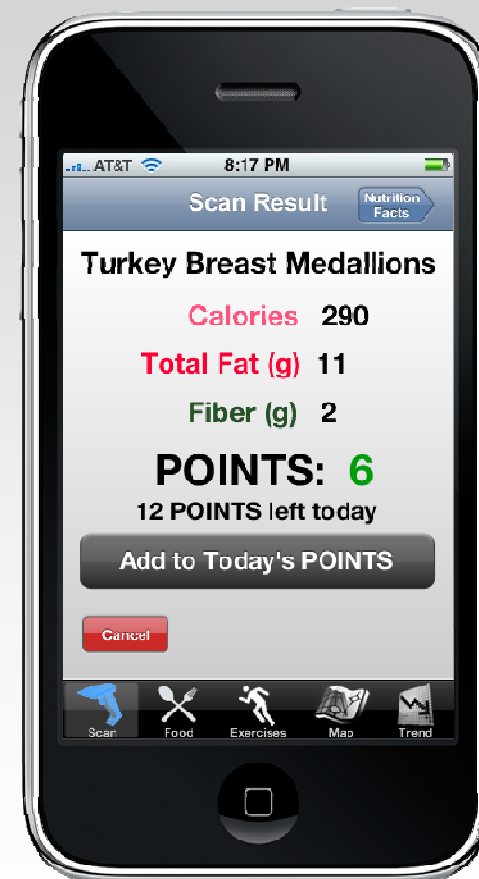 AT&T 8:17 PM
Scan Result
Nutrition
Facts
Turkey Breast Medallions
Calories 290
Total Fat (g) 11
Fiber (g) 2
POINTS: 6
12 POINTS left today
Add to Today's POINTS
Cancel
Scan Food Exercises Map Trend